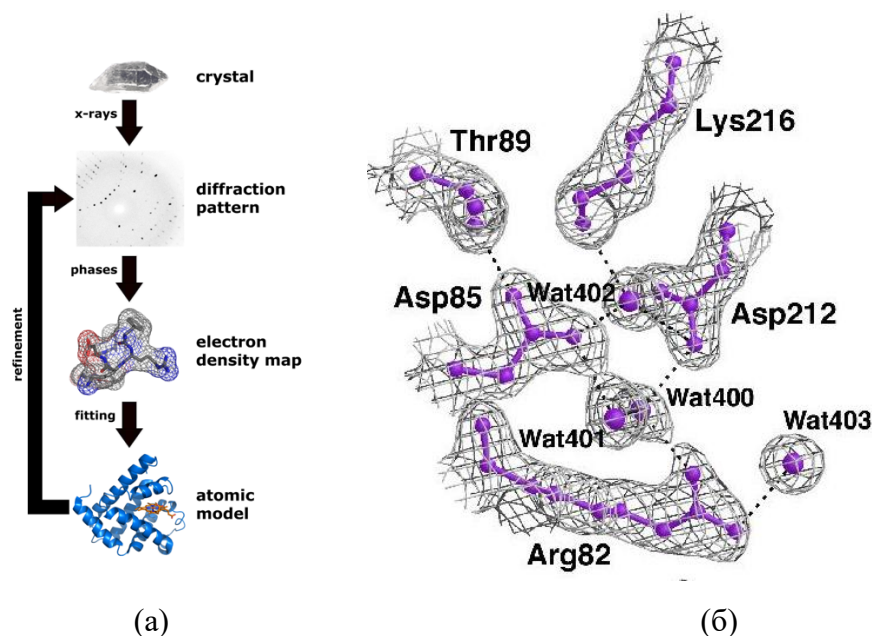 crystal
x-rays
diffraction
pattern
phases
refinement
electron
density map
fitting
atomic
model
(a)
Thr89
Lys216
Asp85
Wat402
Asp212
Wat400
Wat403
Wat401
Arg82
(б)